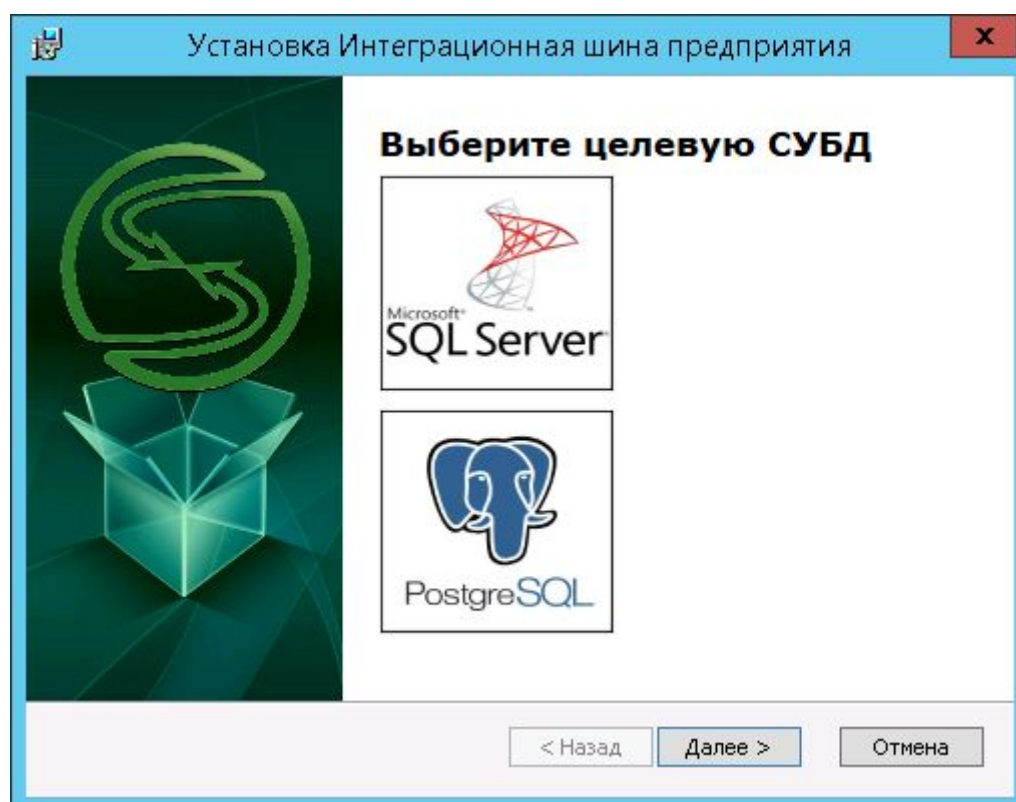 Установка Интеграционная шина предприятия
x
Выберите целевую СУБД
Microsoft®
SQL Server
PostgreSQL
< Назад
Далее >
Отмена